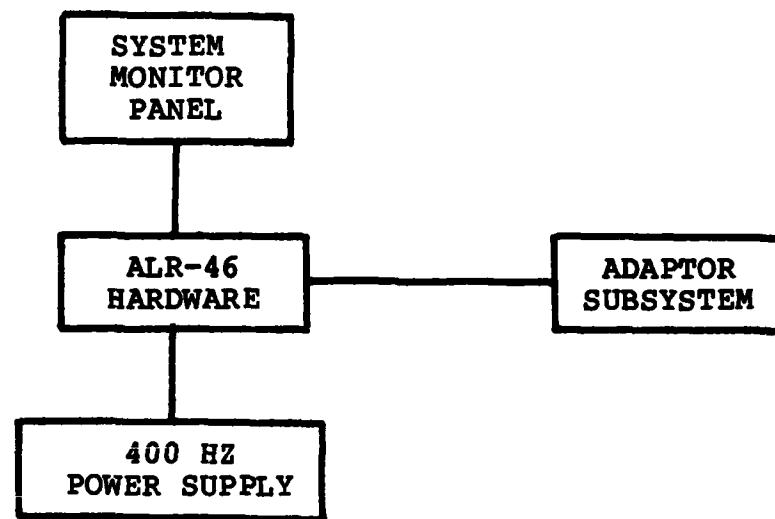 SYSTEM
MONITOR
PANEL
ALR-46
HARDWARE
ADAPTOR
SUBSYSTEM
400 HZ
POWER SUPPLY